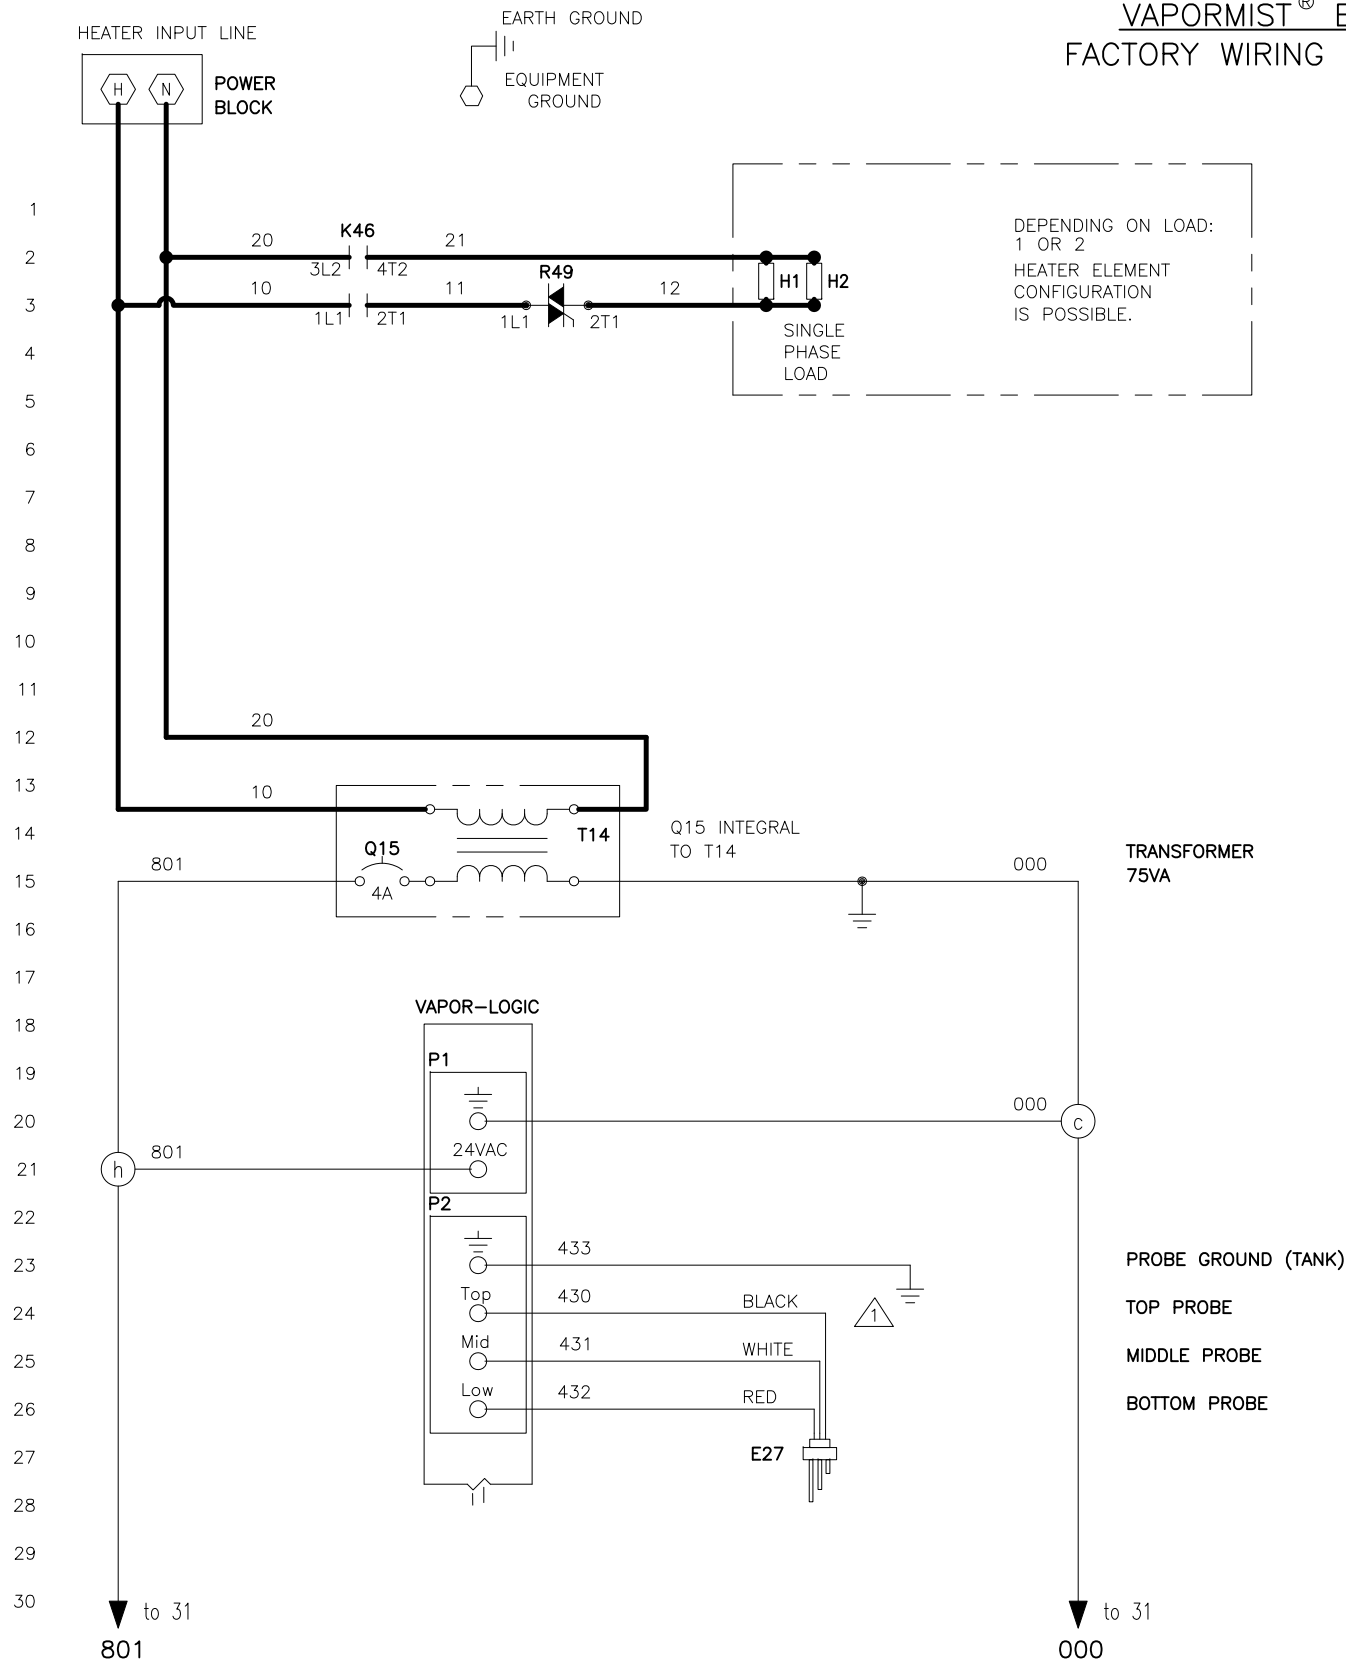 VAPORMIST® E
FACTORY WIRING
HEATER INPUT LINE
H N
POWER
BLOCK
EARTH GROUND
EQUIPMENT
GROUND
1
2
3
4
5
6
7
8
9
10
11
12
13
14
15
16
17
18
19
20
21
22
23
24
25
26
27
28
29
30
20 K46 21
3L2 4T2
10 11 R49 12
1L1 2T1 1L1 2T1
H1 H2
SINGLE
PHASE
LOAD
DEPENDING ON LOAD:
1 OR 2
HEATER ELEMENT
CONFIGURATION
IS POSSIBLE.
20
10
T14
Q15
4A
Q15 INTEGRAL
TO T14
801
000
TRANSFORMER
75VA
VAPOR-LOGIC
P1
000
c
24VAC
h
801
P2
433
PROBE GROUND (TANK)
Top 430 BLACK
1
TOP PROBE
Mid 431 WHITE
MIDDLE PROBE
Low 432 RED
BOTTOM PROBE
E27
to 31
801
to 31
000